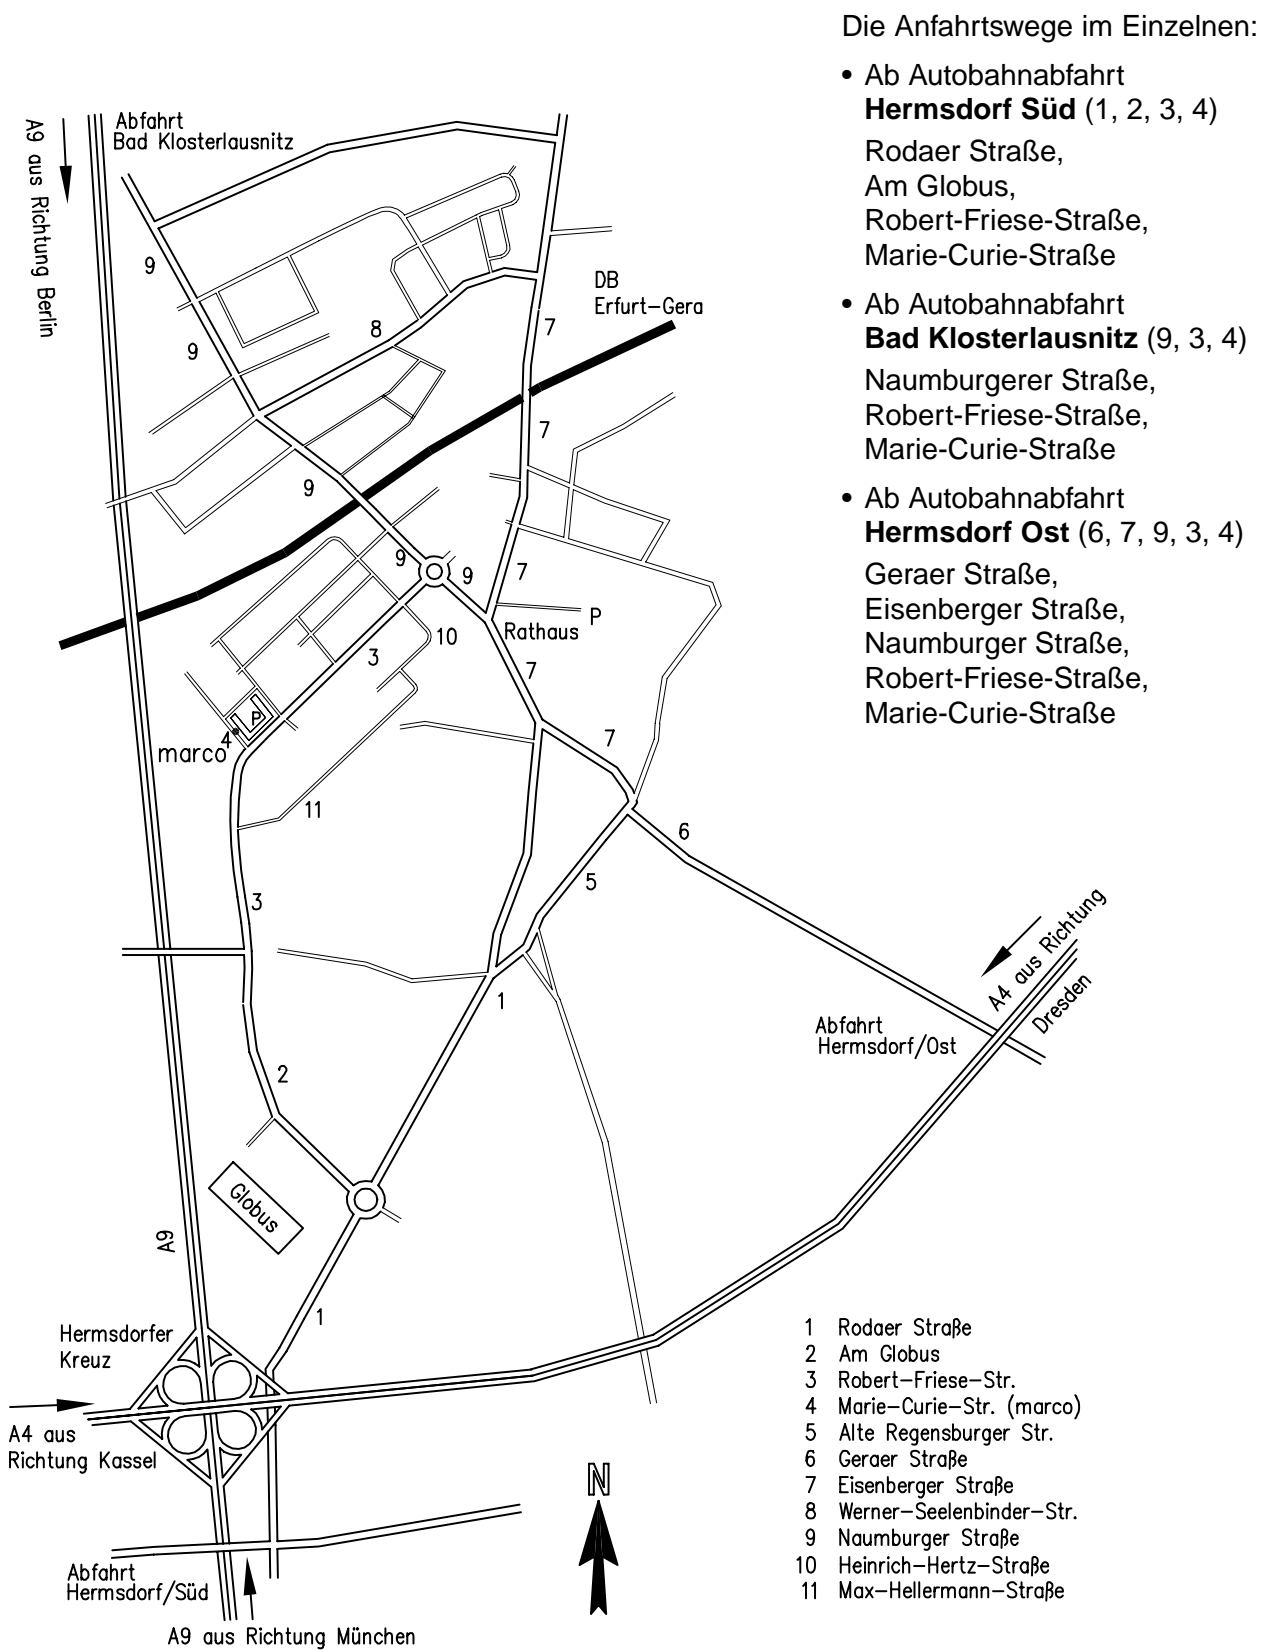 Die Anfahrtswege im Einzelnen:
• Ab Autobahnabfahrt
Hermsdorf Süd (1, 2, 3, 4)
Rodaer Straße,
Am Globus,
Robert-Friese-Straße,
Marie-Curie-Straße
• Ab Autobahnabfahrt
Bad Klosterlausnitz (9, 3, 4)
Naumburgerer Straße,
Robert-Friese-Straße,
Marie-Curie-Straße
• Ab Autobahnabfahrt
Hermsdorf Ost (6, 7, 9, 3, 4)
Geraer Straße,
Eisenberger Straße,
Naumburger Straße,
Robert-Friese-Straße,
Marie-Curie-Straße
Abfahrt
Bad Klosterlausnitz
A9 aus Richtung Berlin
9
DB
Erfurt-Gera
8
7
9
7
9
9
9
7
P
Rathaus
10
3
7
P
4
marco
7
11
6
5
3
A4 aus Richtung
Dresden
1
Abfahrt
Hermsdorf/Ost
2
Globus
A9
1
Hermsdorfer
Kreuz
A4 aus
Richtung Kassel
N
Abfahrt
Hermsdorf/Süd
A9 aus Richtung München
1 Rodaer Straße
2 Am Globus
3 Robert-Friese-Str.
4 Marie-Curie-Str. (marco)
5 Alte Regensburger Str.
6 Geraer Straße
7 Eisenberger Straße
8 Werner-Seelenbinder-Str.
9 Naumburger Straße
10 Heinrich-Hertz-Straße
11 Max-Hellermann-Straße